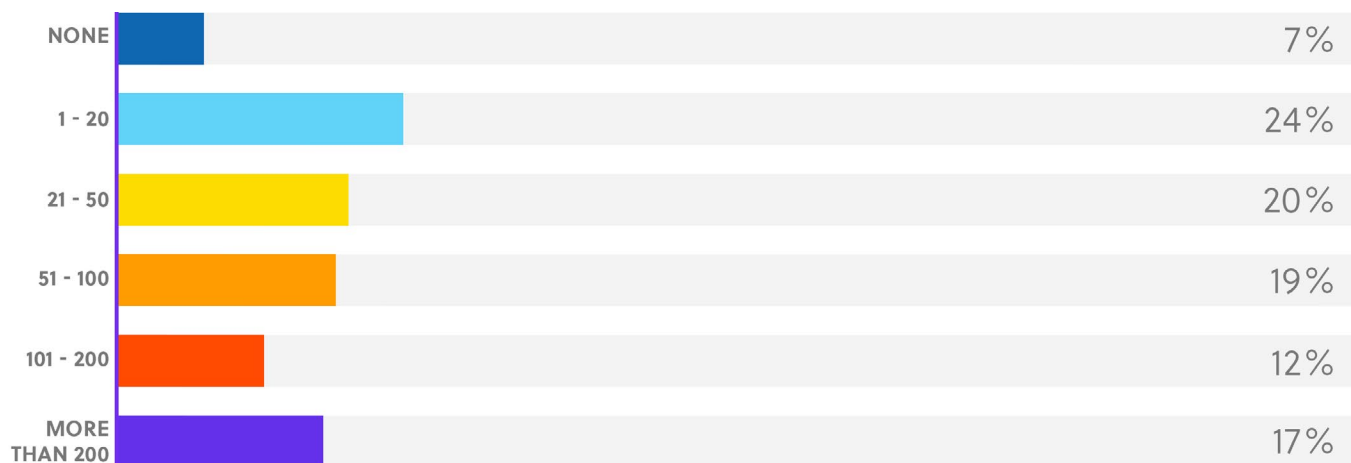 NONE 7%
1 - 20 24%
21 - 50 20%
51 - 100 19%
101 - 200 12%
MORE
THAN 200 17%